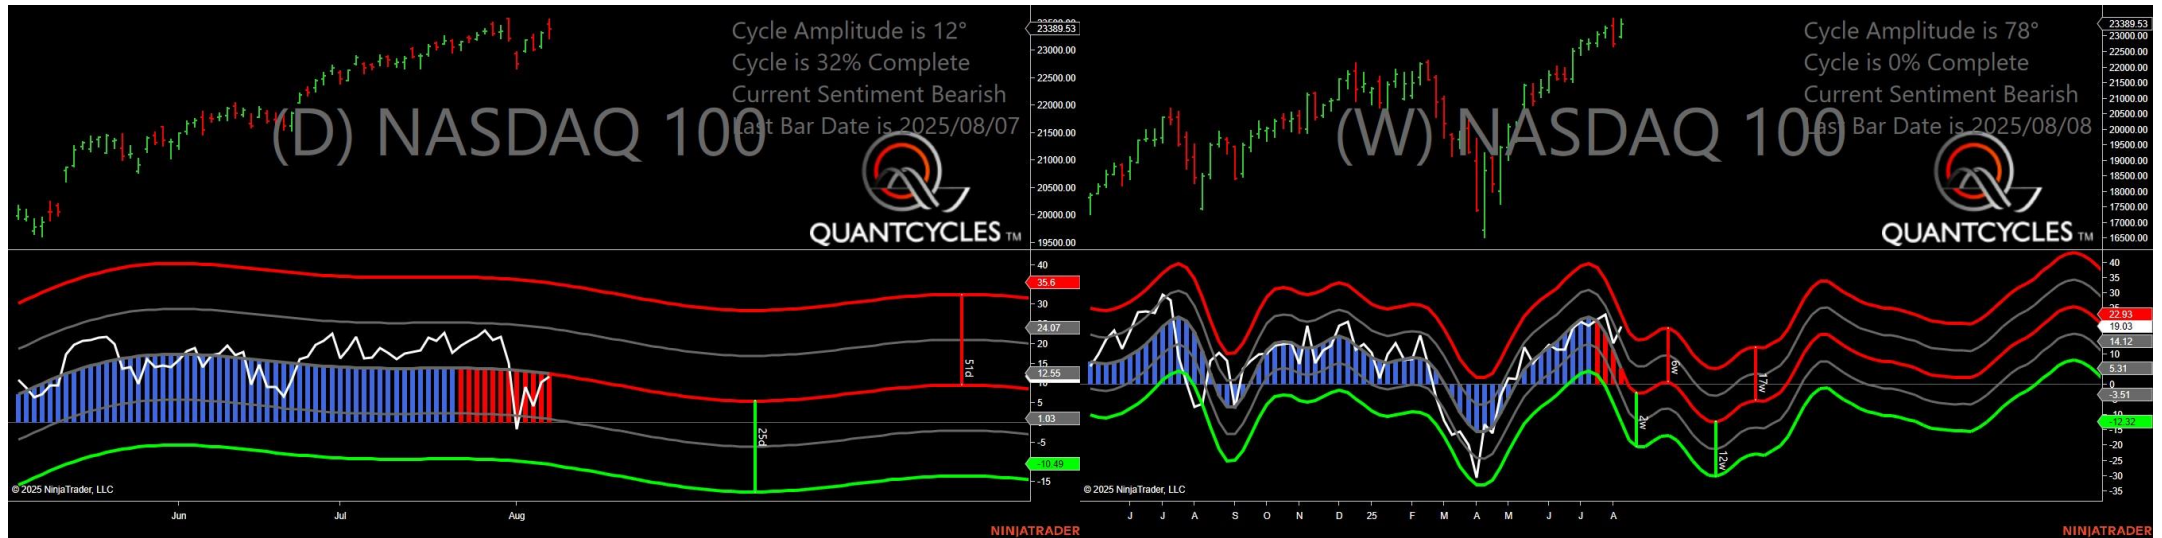 Cycle Amplitude is 12°
Cycle is 32% Complete
Current Sentiment Bearish
Last Bar Date is 2025/08/07
(D) NASDAQ 100
QUANTCYCLES TM
23389.53
23000.00
22500.00
22000.00
21500.00
21000.00
20500.00
20000.00
19500.00
40
35.6
30
24.07
20
15
12.55
5
1.03
-5
-10.49
-15
51d
25d
© 2025 NinjaTrader, LLC
Jun Jul Aug
NINJATRADER
Cycle Amplitude is 78°
Cycle is 0% Complete
Current Sentiment Bearish
Last Bar Date is 2025/08/08
(W) NASDAQ 100
QUANTCYCLES TM
23389.53
23000.00
22500.00
22000.00
21500.00
21000.00
20500.00
20000.00
19500.00
19000.00
18500.00
18000.00
17500.00
17000.00
16500.00
40
35
30
22.93
19.03
14.12
10
5.31
0
-3.51
-12.32
-15
-20
-25
-30
-35
6w
17w
2w
12w
© 2025 NinjaTrader, LLC
J J A S O N D 25 F M A M J J A
NINJATRADER